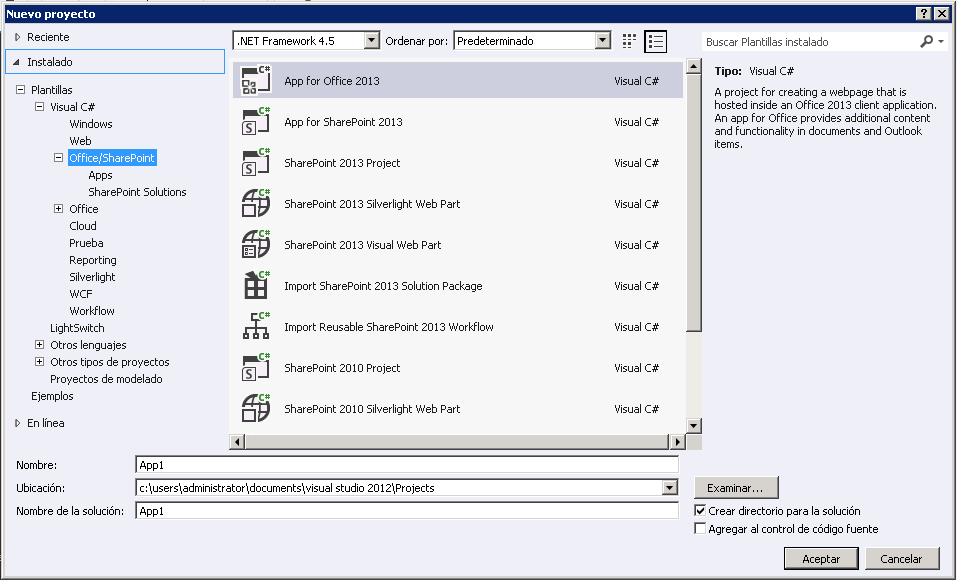 Nuevo proyecto
Reciente
Instalado
Plantillas
Visual C#
Windows
Web
Office/SharePoint
Apps
SharePoint Solutions
Office
Cloud
Prueba
Reporting
Silverlight
WCF
Workflow
LightSwitch
Otros lenguajes
Otros tipos de proyectos
Proyectos de modelado
Ejemplos
En línea
.NET Framework 4.5 Ordenar por: Predeterminado
App for Office 2013 Visual C#
App for SharePoint 2013 Visual C#
SharePoint 2013 Project Visual C#
SharePoint 2013 Silverlight Web Part Visual C#
SharePoint 2013 Visual Web Part Visual C#
Import SharePoint 2013 Solution Package Visual C#
Import Reusable SharePoint 2013 Workflow Visual C#
SharePoint 2010 Project Visual C#
SharePoint 2010 Silverlight Web Part Visual C#
Buscar Plantillas instalado
Tipo: Visual C#
A project for creating a webpage that is
hosted inside an Office 2013 client application.
An app for Office provides additional content
and functionality in documents and Outlook
items.
Nombre: App1
Ubicación: c:\users\administrator\documents\visual studio 2012\Projects
Examinar...
Nombre de la solución: App1
Crear directorio para la solución
Agregar al control de código fuente
Aceptar Cancelar